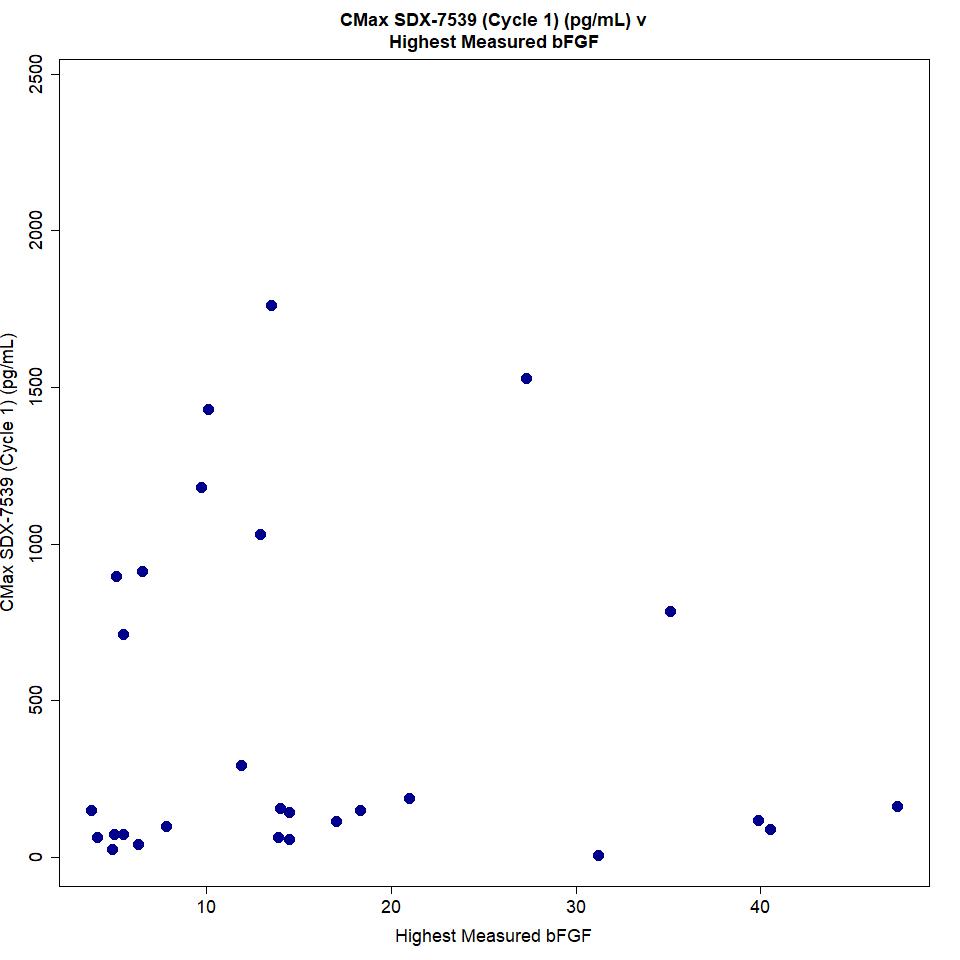 CMax SDX-7539 (Cycle 1) (pg/mL) v
Highest Measured bFGF
2500
2000
1500
1000
500
0
CMax SDX-7539 (Cycle 1) (pg/mL)
10 20 30 40
Highest Measured bFGF